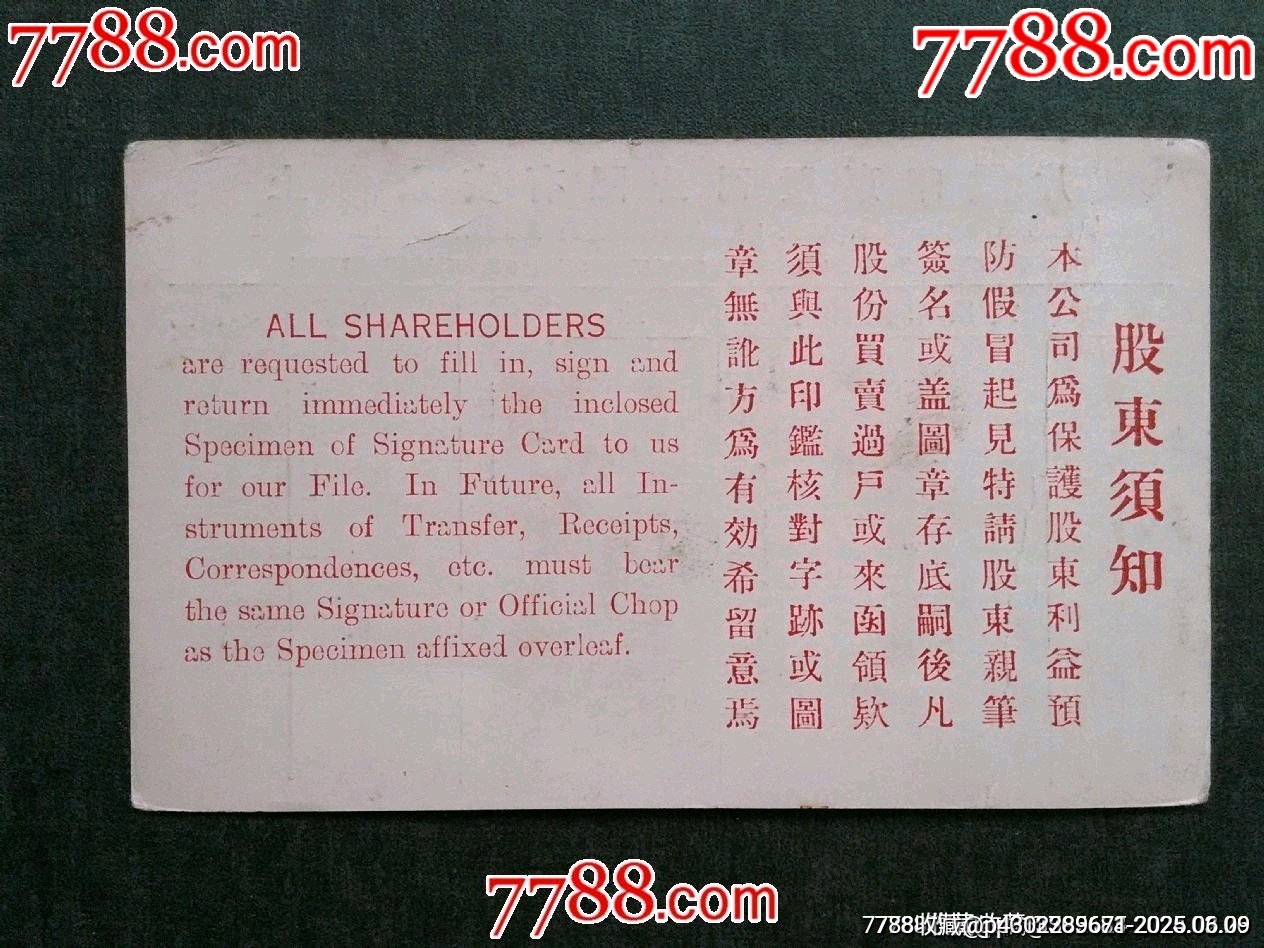 7788.com
7788.com
ALL SHAREHOLDERS
are requested to fill in, sign and
return immediately the inclosed
Specimen of Signature Card to us
for our File. In Future, all In-
struments of Transfer, Receipts,
Correspondences, etc. must bear
the same Signature or Official Chop
as the Specimen affixed overleaf.
股東須知
本公司爲保護股東利益預
防假冒起見特請股東親筆
簽名或盖圖章存底嗣後凡
股份買賣過戶或來函領欵
須與此印鑑核對字跡或圖
章無訛方爲有効希留意焉
7788.com